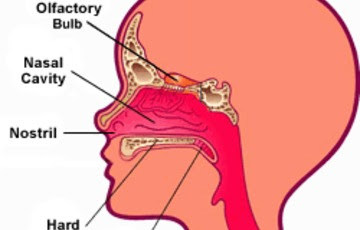 Olfactory
Bulb
Nasal
Cavity
Nostril
Hard